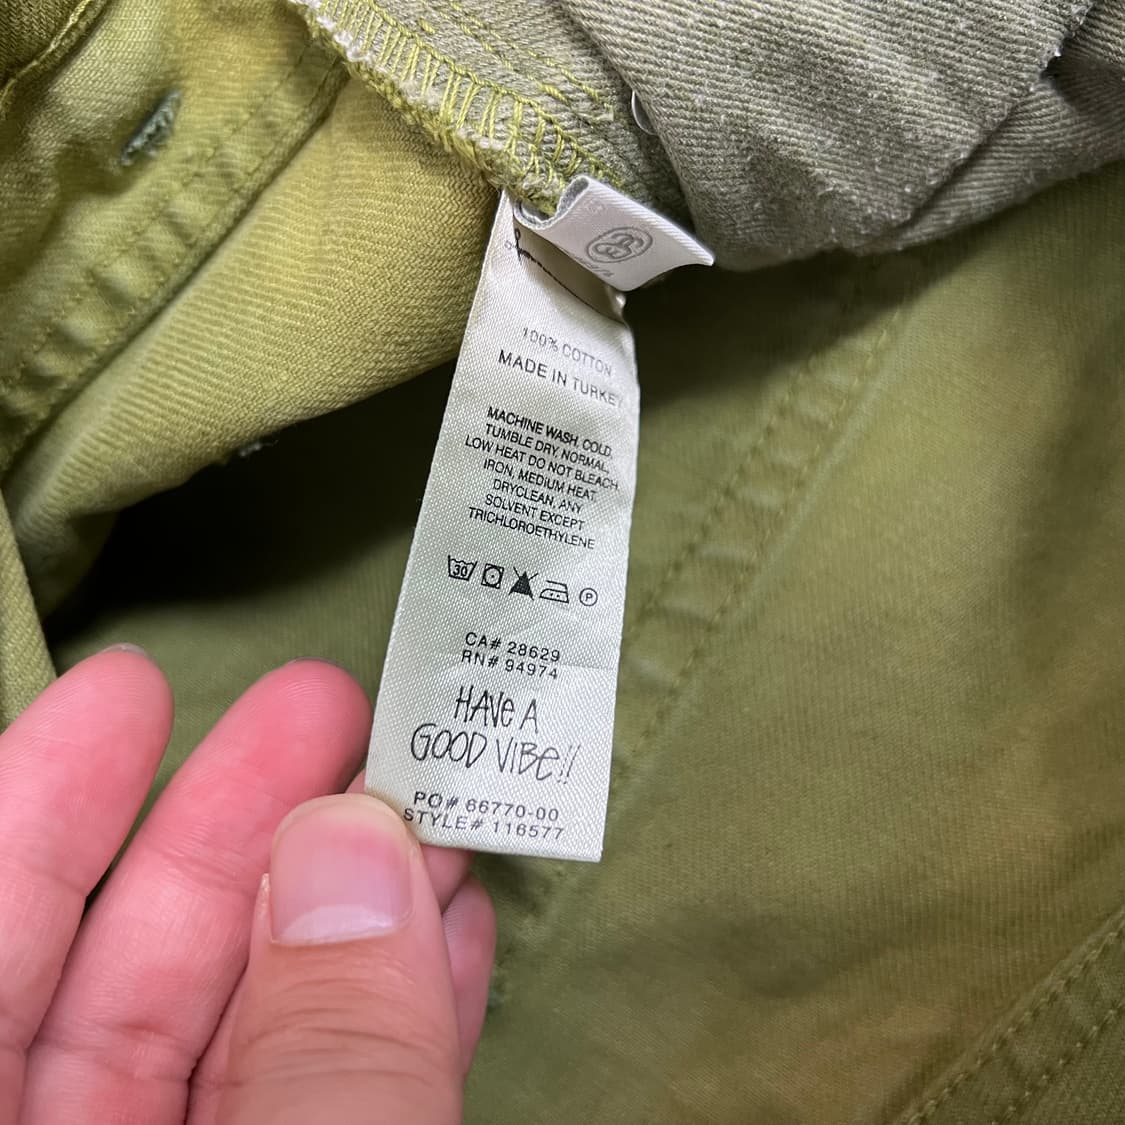 100% COTTON
MADE IN TURKEY
MACHINE WASH, COLD,
TUMBLE DRY, NORMAL,
LOW HEAT DO NOT BLEACH
IRON, MEDIUM HEAT
DRYCLEAN, ANY
SOLVENT EXCEPT
TRICHLOROETHYLENE
30
P
CA# 28629
RN# 94974
HAVe A
GOOD VIBe!!
PO# 66770-00
STYLE# 116577